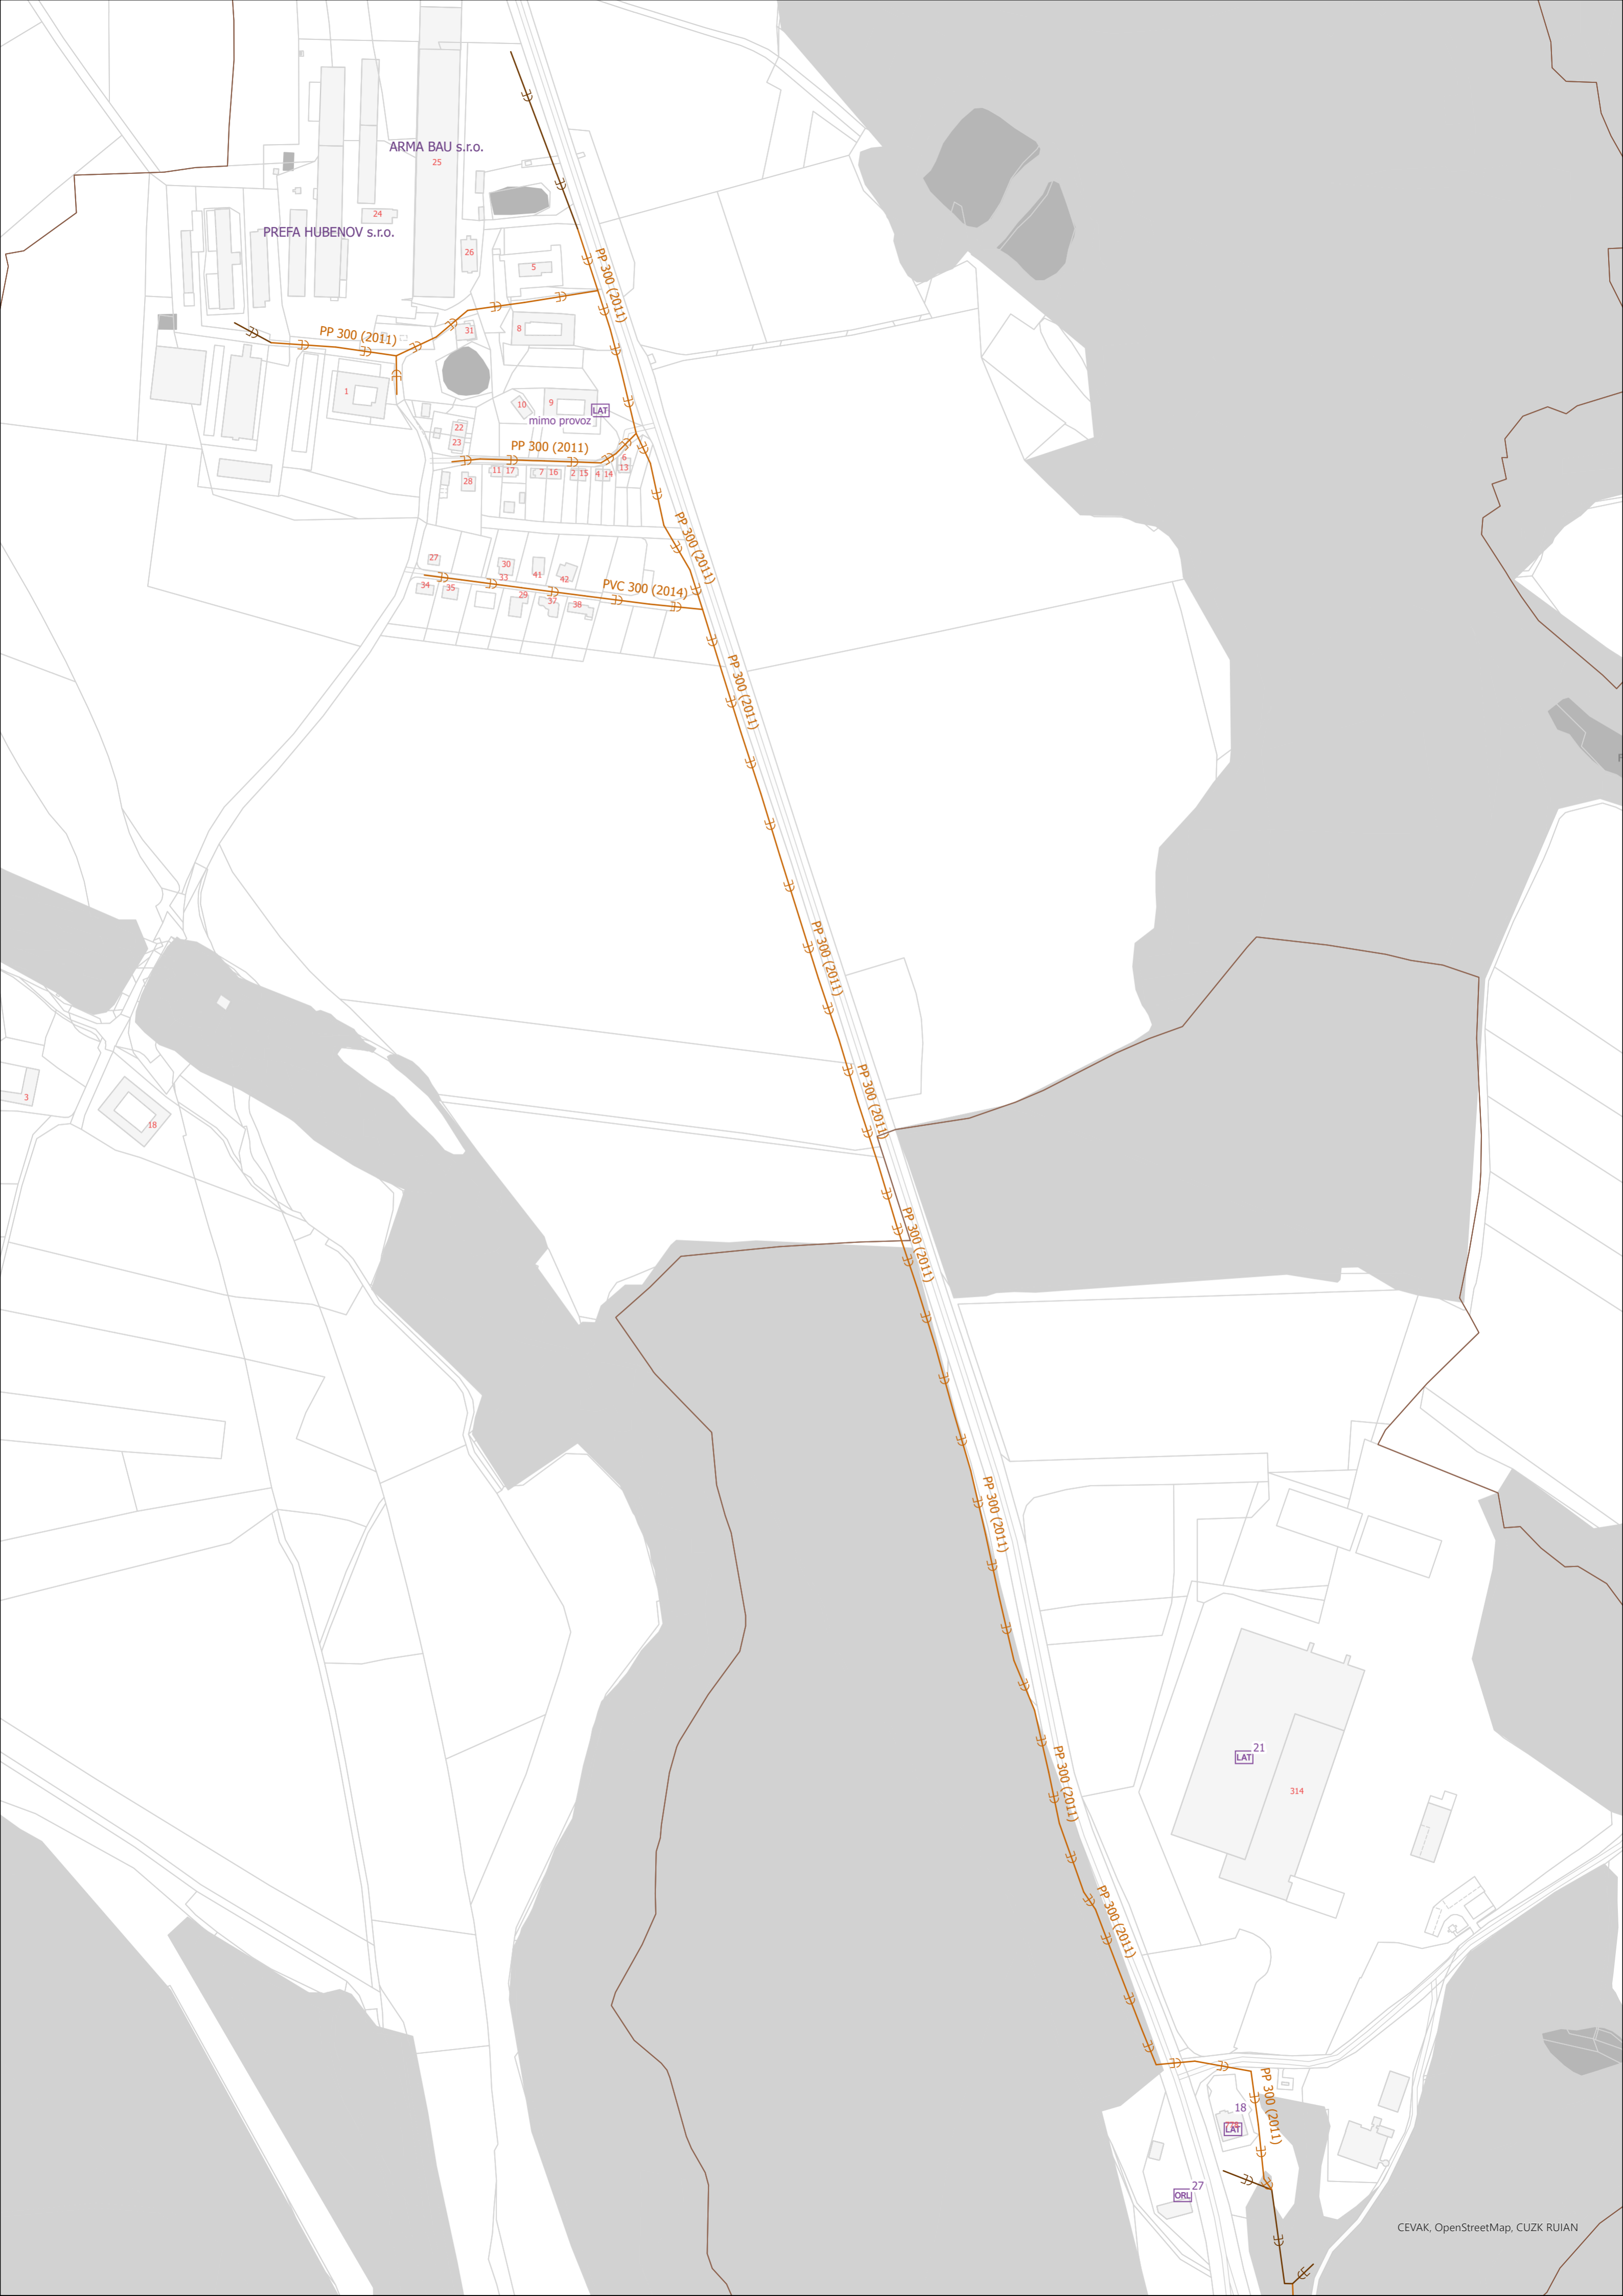 ARMA BAU s.r.o.
25
24
PREFA HUBENOV s.r.o.
26
5
PP 300 (2011)
31
8
PP 300 (2011)
1
10
9
LAT
mimo provoz
22
23
PP 300 (2011)
6
13
11 17
7 16
2 15
4 14
28
PP 300 (2011)
27
30
33
41
42
34
35
29
37
38
PVC 300 (2014)
PP 300 (2011)
PP 300 (2011)
3
18
PP 300 (2011)
PP 300 (2011)
PP 300 (2011)
21
LAT
314
PP 300 (2011)
PP 300 (2011)
PP 300 (2011)
18
LAT
27
ORL
CEVAK, OpenStreetMap, CUZK RUIAN